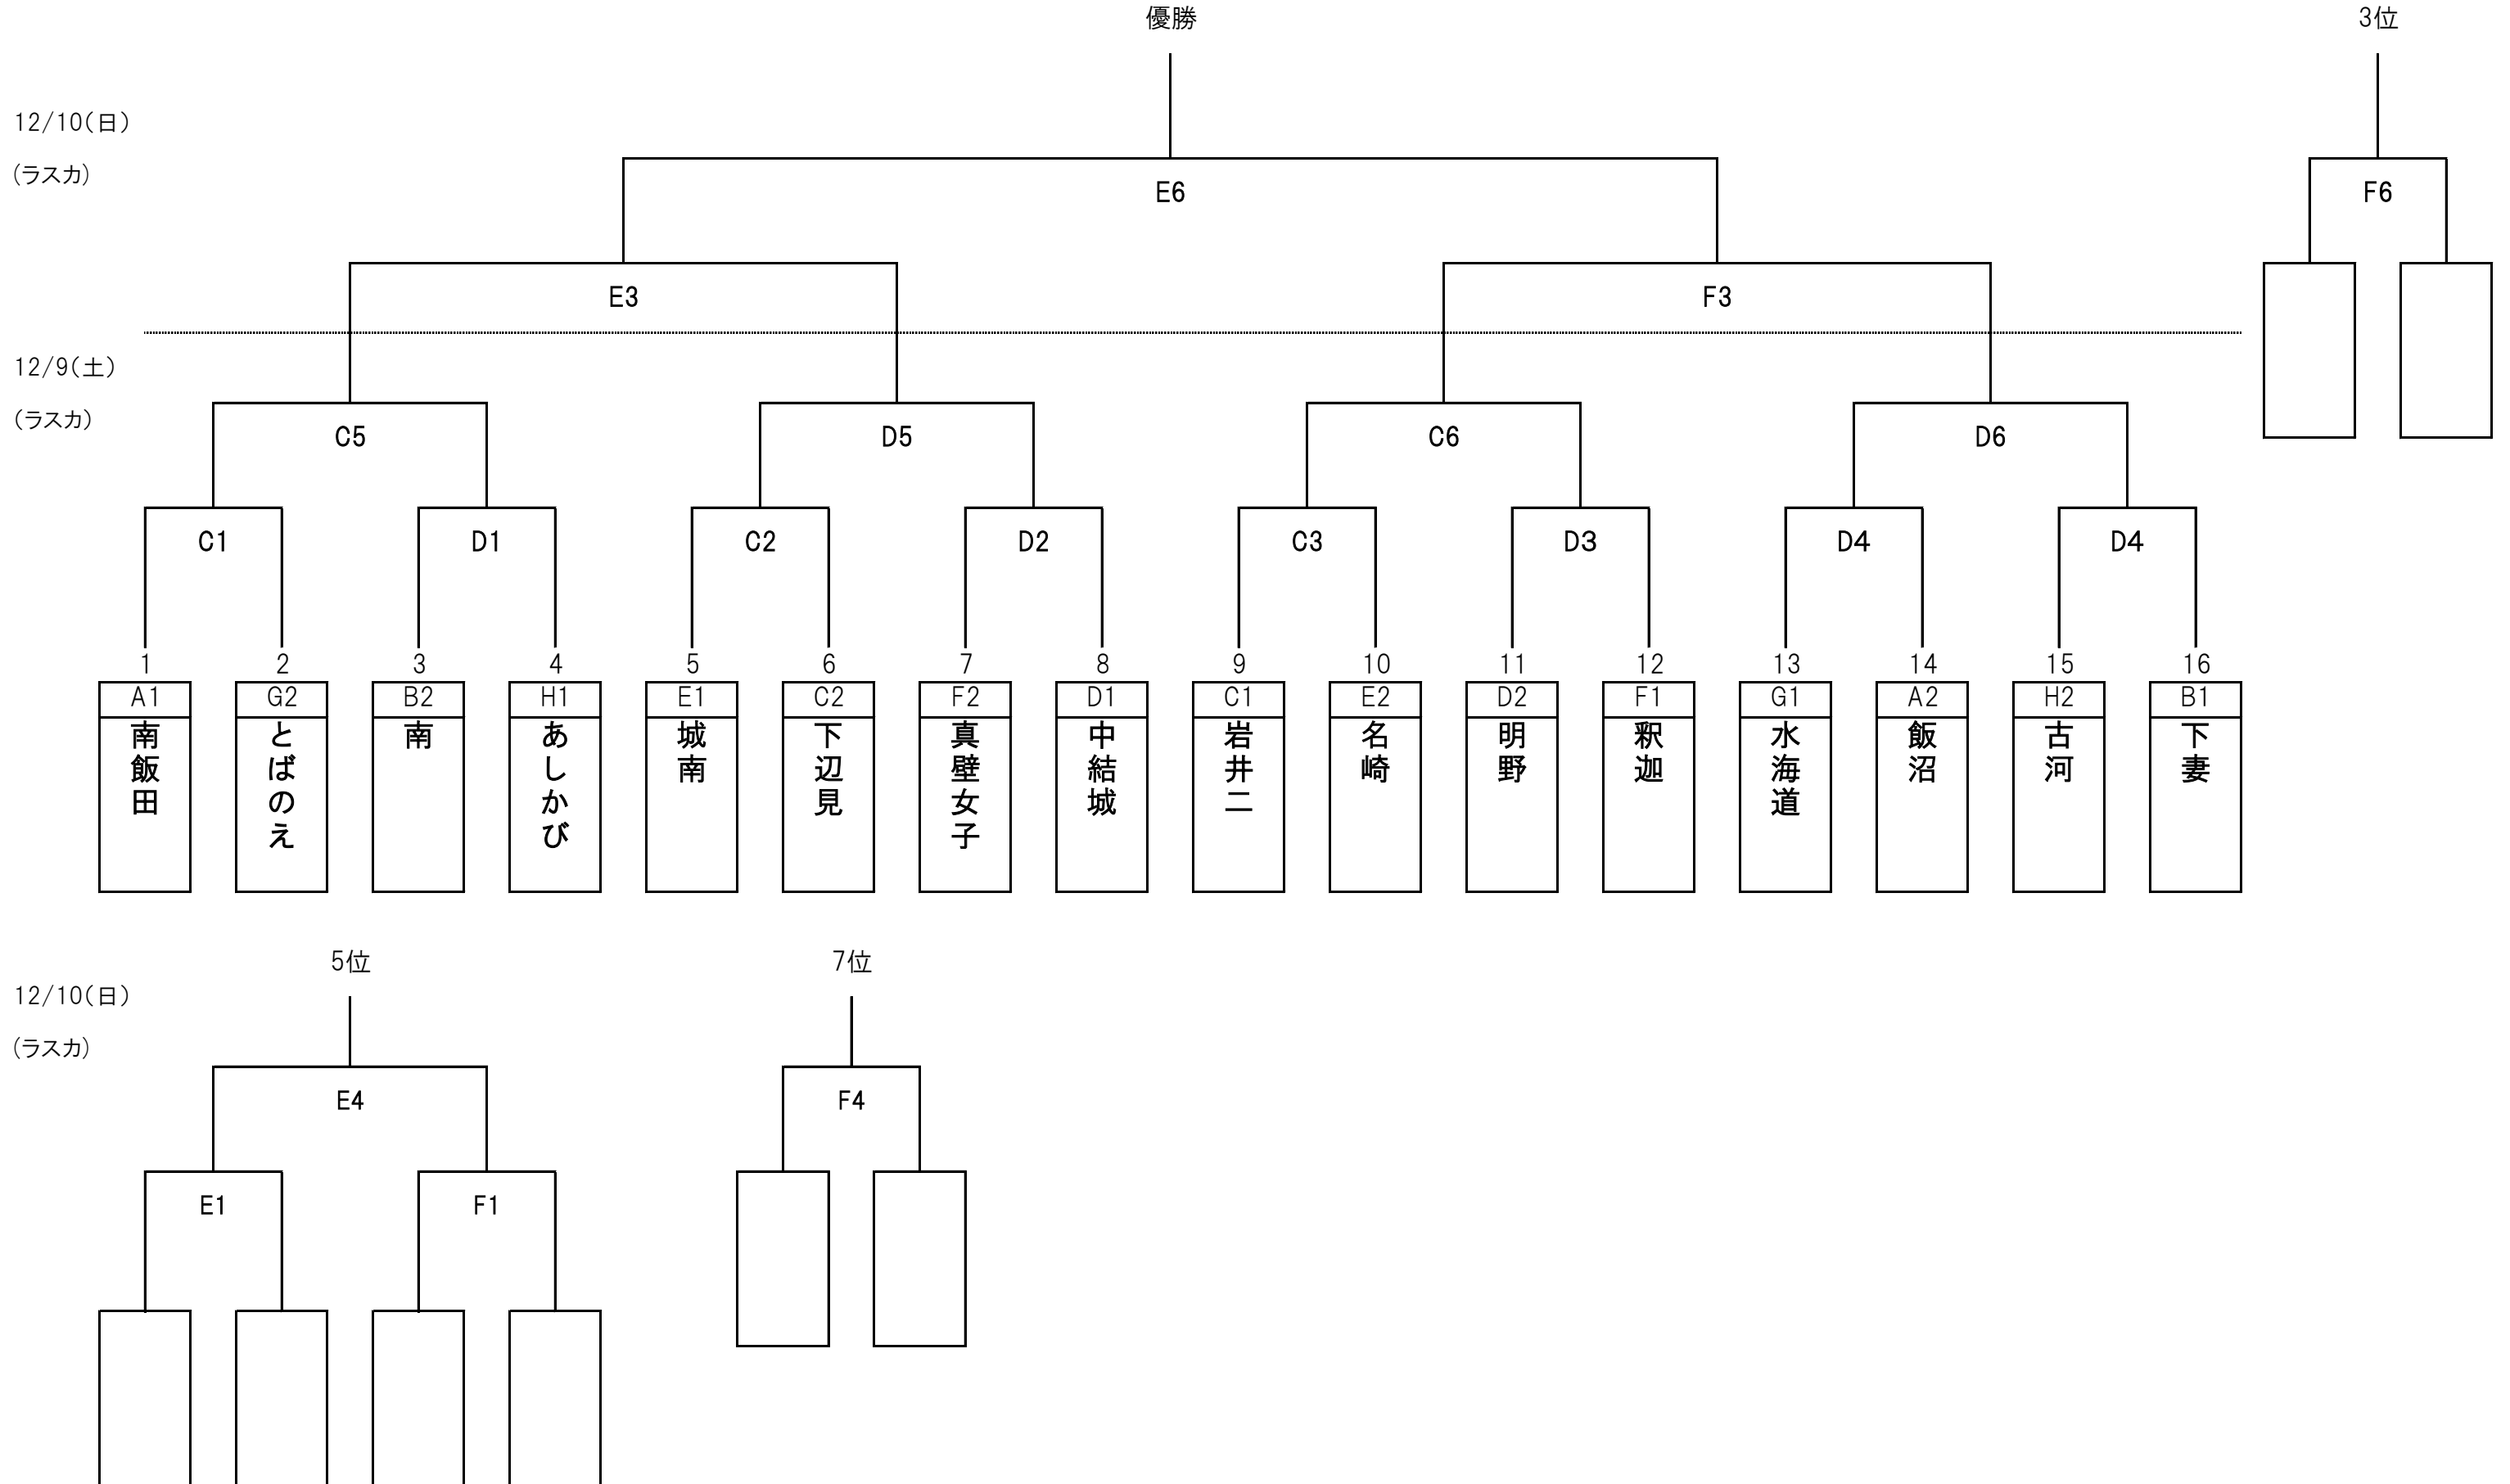 優勝 3位
12/10(日)
(ラスカ)
E6 F6
E3 F3
12/9(土)
(ラスカ)
C5 D5 C6 D6
C1 D1 C2 D2 C3 D3 D4 D4
1 2 3 4 5 6 7 8 9 10 11 12 13 14 15 16
A1 G2 B2 H1 E1 C2 F2 D1 C1 E2 D2 F1 G1 A2 H2 B1
南飯田
とばのえ
南
あしかび
城南
下辺見
真壁女子
中結城
岩井二
名崎
明野
釈迦
水海道
飯沼
古河
下妻
5位 7位
12/10(日)
(ラスカ)
E4 F4
E1 F1